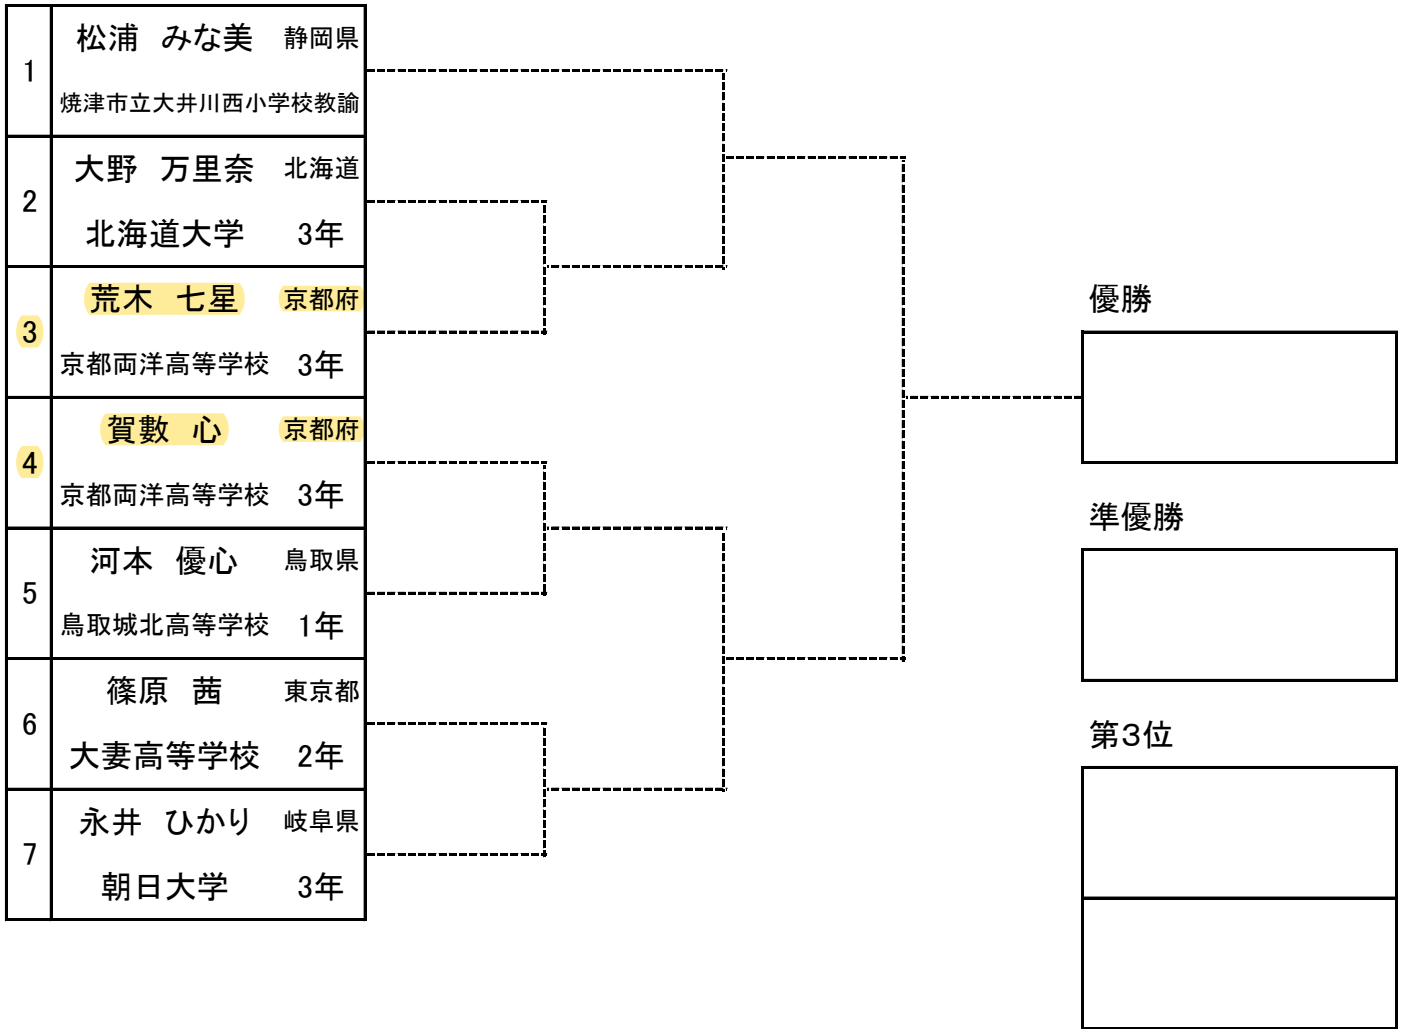 1
松浦　みな美 静岡県
焼津市立大井川西小学校教諭
2
大野　万里奈 北海道
北海道大学 3年
3
荒木　七星 京都府
京都両洋高等学校 3年
4
賀數　心 京都府
京都両洋高等学校 3年
5
河本　優心 鳥取県
鳥取城北高等学校 1年
6
篠原　茜 東京都
大妻高等学校 2年
7
永井　ひかり 岐阜県
朝日大学 3年
優勝
準優勝
第3位